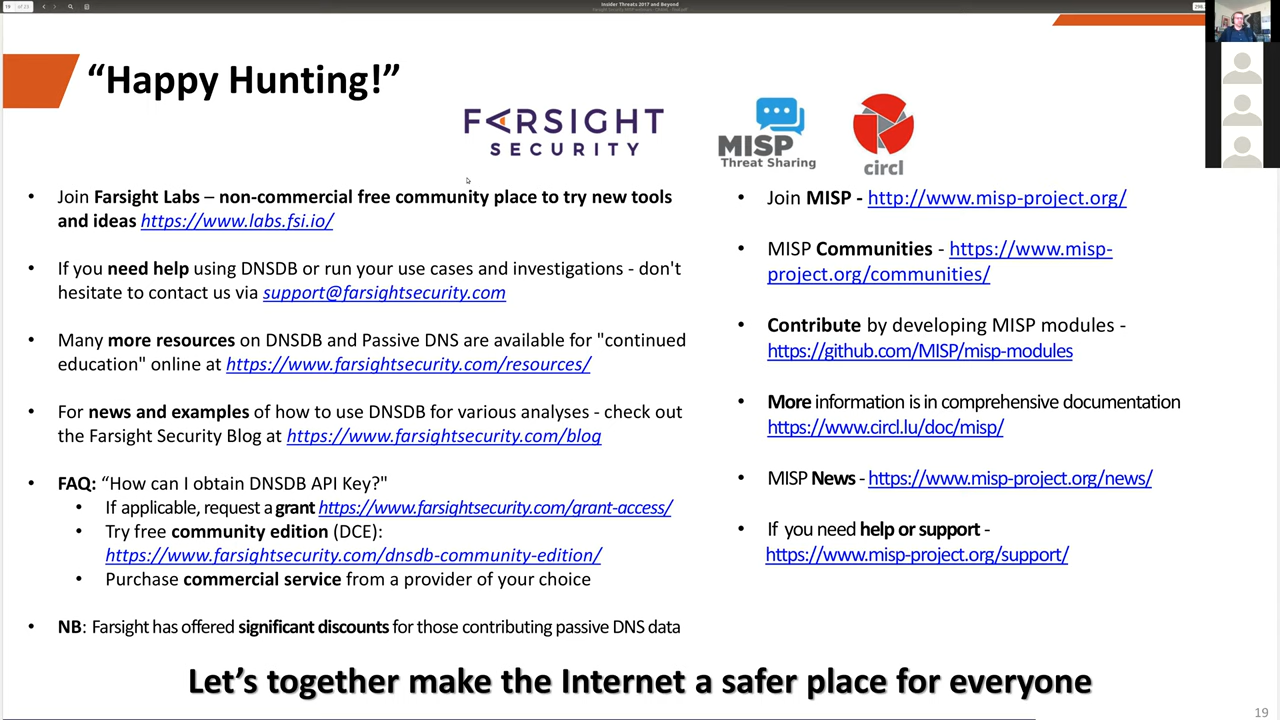 19 of 23
Insider Threats 2017 and Beyond
“Happy Hunting!”
FARSIGHT
SECURITY
MISP
Threat Sharing
circl
• Join Farsight Labs – non-commercial free community place to try new tools
and ideas https://www.labs.fsi.io/
• If you need help using DNSDB or run your use cases and investigations - don't
hesitate to contact us via support@farsightsecurity.com
• Many more resources on DNSDB and Passive DNS are available for "continued
education" online at https://www.farsightsecurity.com/resources/
• For news and examples of how to use DNSDB for various analyses - check out
the Farsight Security Blog at https://www.farsightsecurity.com/blog
• FAQ: “How can I obtain DNSDB API Key?"
• If applicable, request a grant https://www.farsightsecurity.com/grant-access/
• Try free community edition (DCE):
https://www.farsightsecurity.com/dnsdb-community-edition/
• Purchase commercial service from a provider of your choice
• NB: Farsight has offered significant discounts for those contributing passive DNS data
• Join MISP - http://www.misp-project.org/
• MISP Communities - https://www.misp-
project.org/communities/
• Contribute by developing MISP modules -
https://github.com/MISP/misp-modules
• More information is in comprehensive documentation
https://www.circl.lu/doc/misp/
• MISP News - https://www.misp-project.org/news/
• If you need help or support -
https://www.misp-project.org/support/
Let’s together make the Internet a safer place for everyone
19